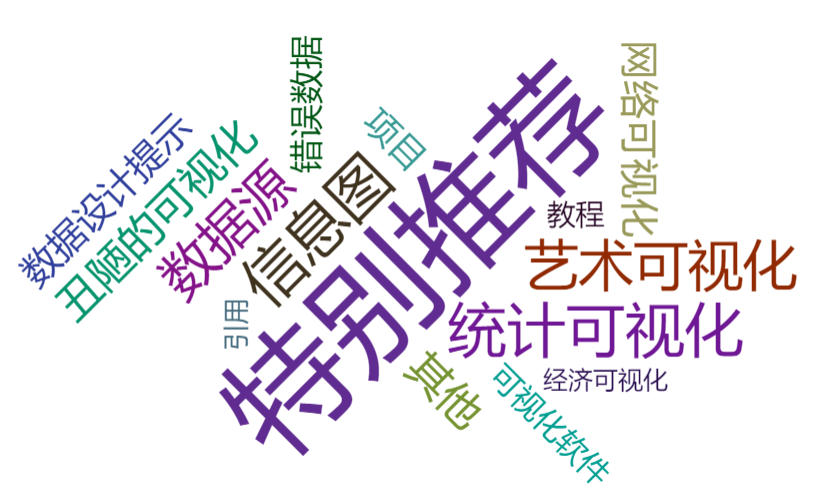 错误数据
网络可视化
数据设计提示
项目
丑陋的可视化
数据源
信息图
特别推荐
教程
艺术可视化
引用
统计可视化
其他
经济可视化
可视化软件